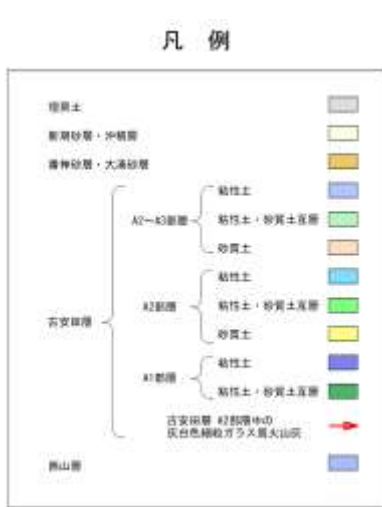 凡 例
埋戻土
新期砂層・沖積層
番神砂層・大湊砂層
古安田層
A2～A3部層
粘性土
粘性土・砂質土互層
砂質土
A2部層
粘性土
粘性土・砂質土互層
砂質土
A1部層
粘性土
粘性土・砂質土互層
古安田層 A2部層中の
灰白色細粒ガラス質火山灰
西山層